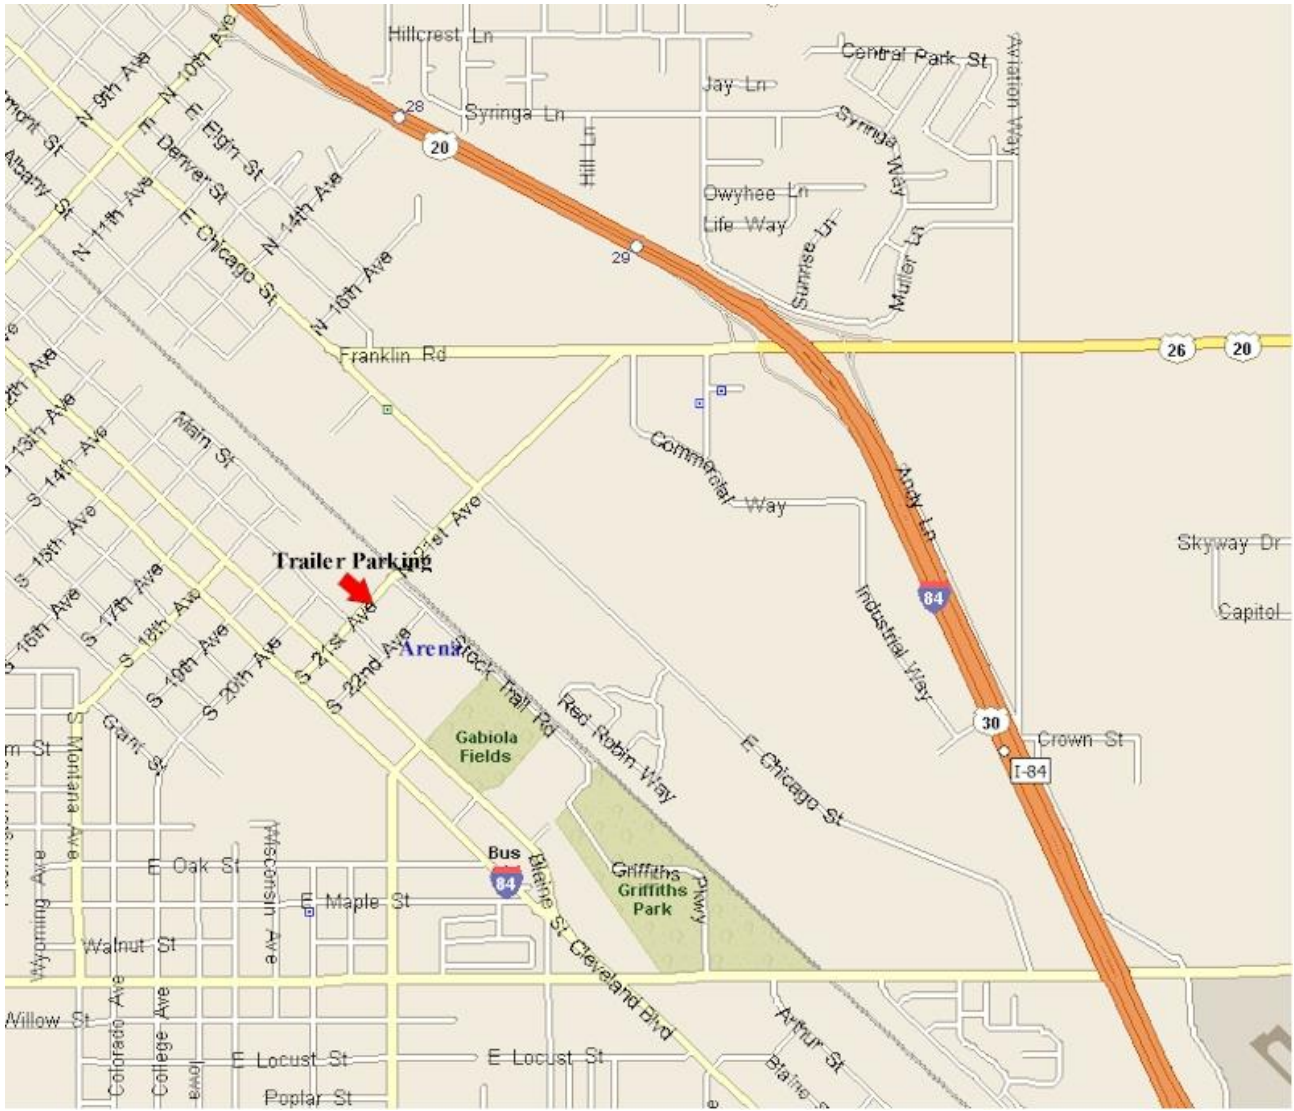 Hillcrest Ln
Central Park St
Aviation Way
N 9th Ave
N 10th Ave
Jay Ln
28
Syringa Ln
Syringa Way
E Elgin St
E Denver St
20
Hill Ln
Albany St
N 11th Ave
N 14th Ave
Owyhee Ln
Life Way
E Chicago St
29
Sunrise Ln
Muller Ln
N 16th Ave
Franklin Rd
26
20
S 13th Ave
S 14th Ave
Main St
Commercial Way
Andy Ln
S 15th Ave
N 21st Ave
Skyway Dr
Trailer Parking
84
S 16th Ave
S 17th Ave
S 18th Ave
S 21st Ave
Industrial Way
Capitol
Arena
S 19th Ave
S 20th Ave
S 22nd Ave
Stock Trail Rd
Red Robin Way
Grant St
S Montana Ave
Gabiola
Fields
E Chicago St
30
Crown St
I-84
Wisconsin Ave
Bus
84
E Oak St
Blaine St
Griffiths Pkwy
Griffiths
Park
E Maple St
Wyoming Ave
Walnut St
Cleveland Blvd
Willow St
Colorado Ave
College Ave
Iowa
Arthur St
E Locust St
E Locust St
Blaine S
Poplar St